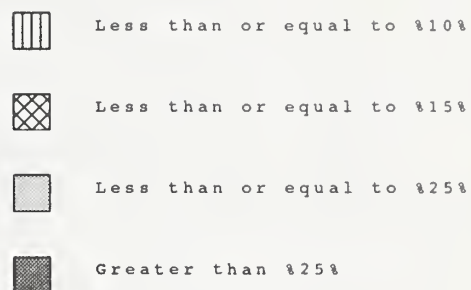 Less than or equal to %10%
Less than or equal to %15%
Less than or equal to %25%
Greater than %25%